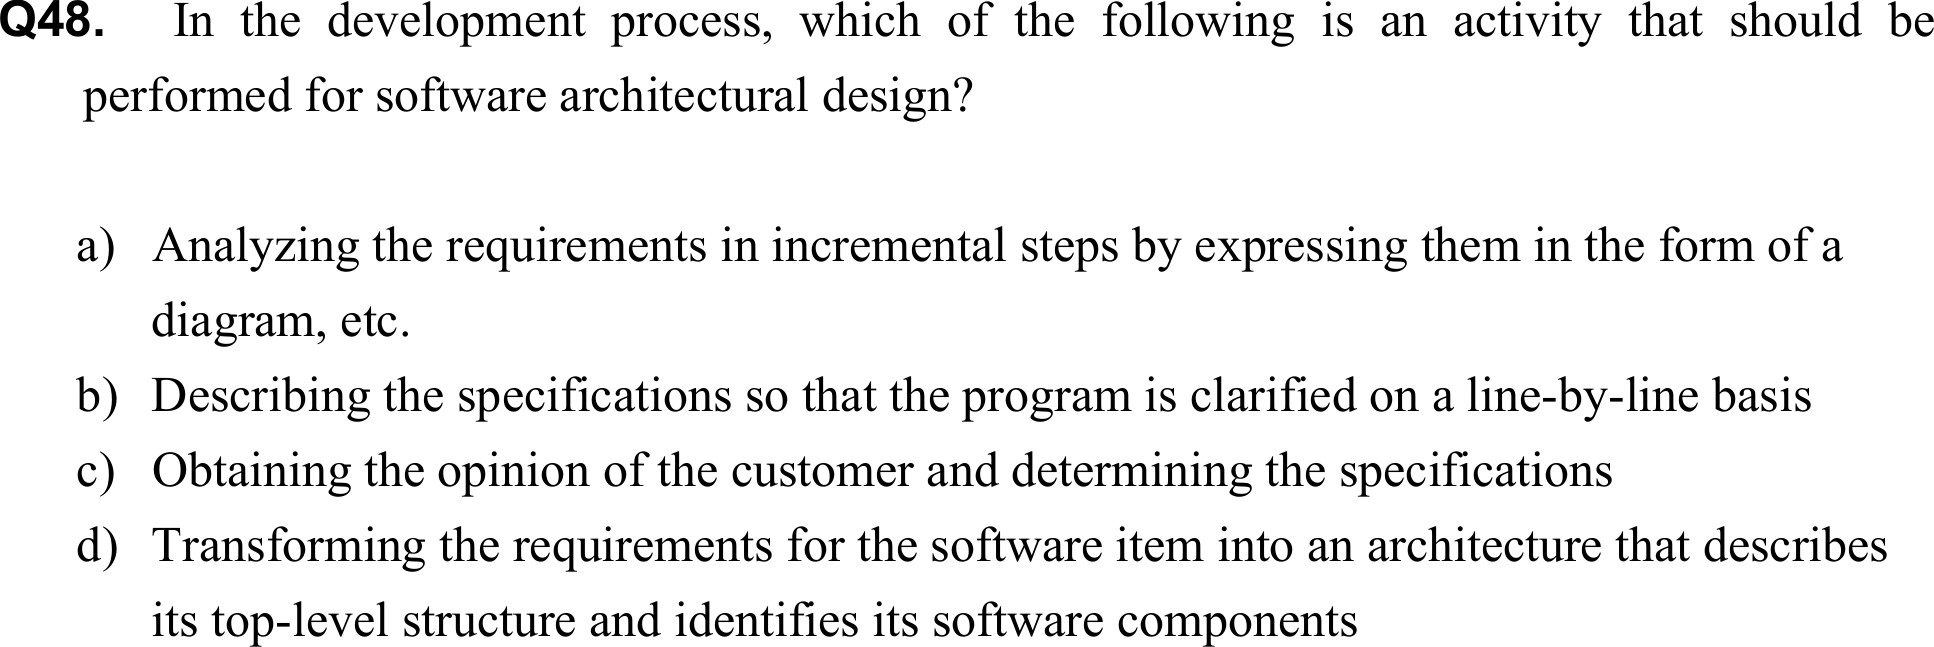 Q48. In the development process, which of the following is an activity that should be
performed for software architectural design?
a) Analyzing the requirements in incremental steps by expressing them in the form of a
diagram, etc.
b) Describing the specifications so that the program is clarified on a line-by-line basis
c) Obtaining the opinion of the customer and determining the specifications
d) Transforming the requirements for the software item into an architecture that describes
its top-level structure and identifies its software components